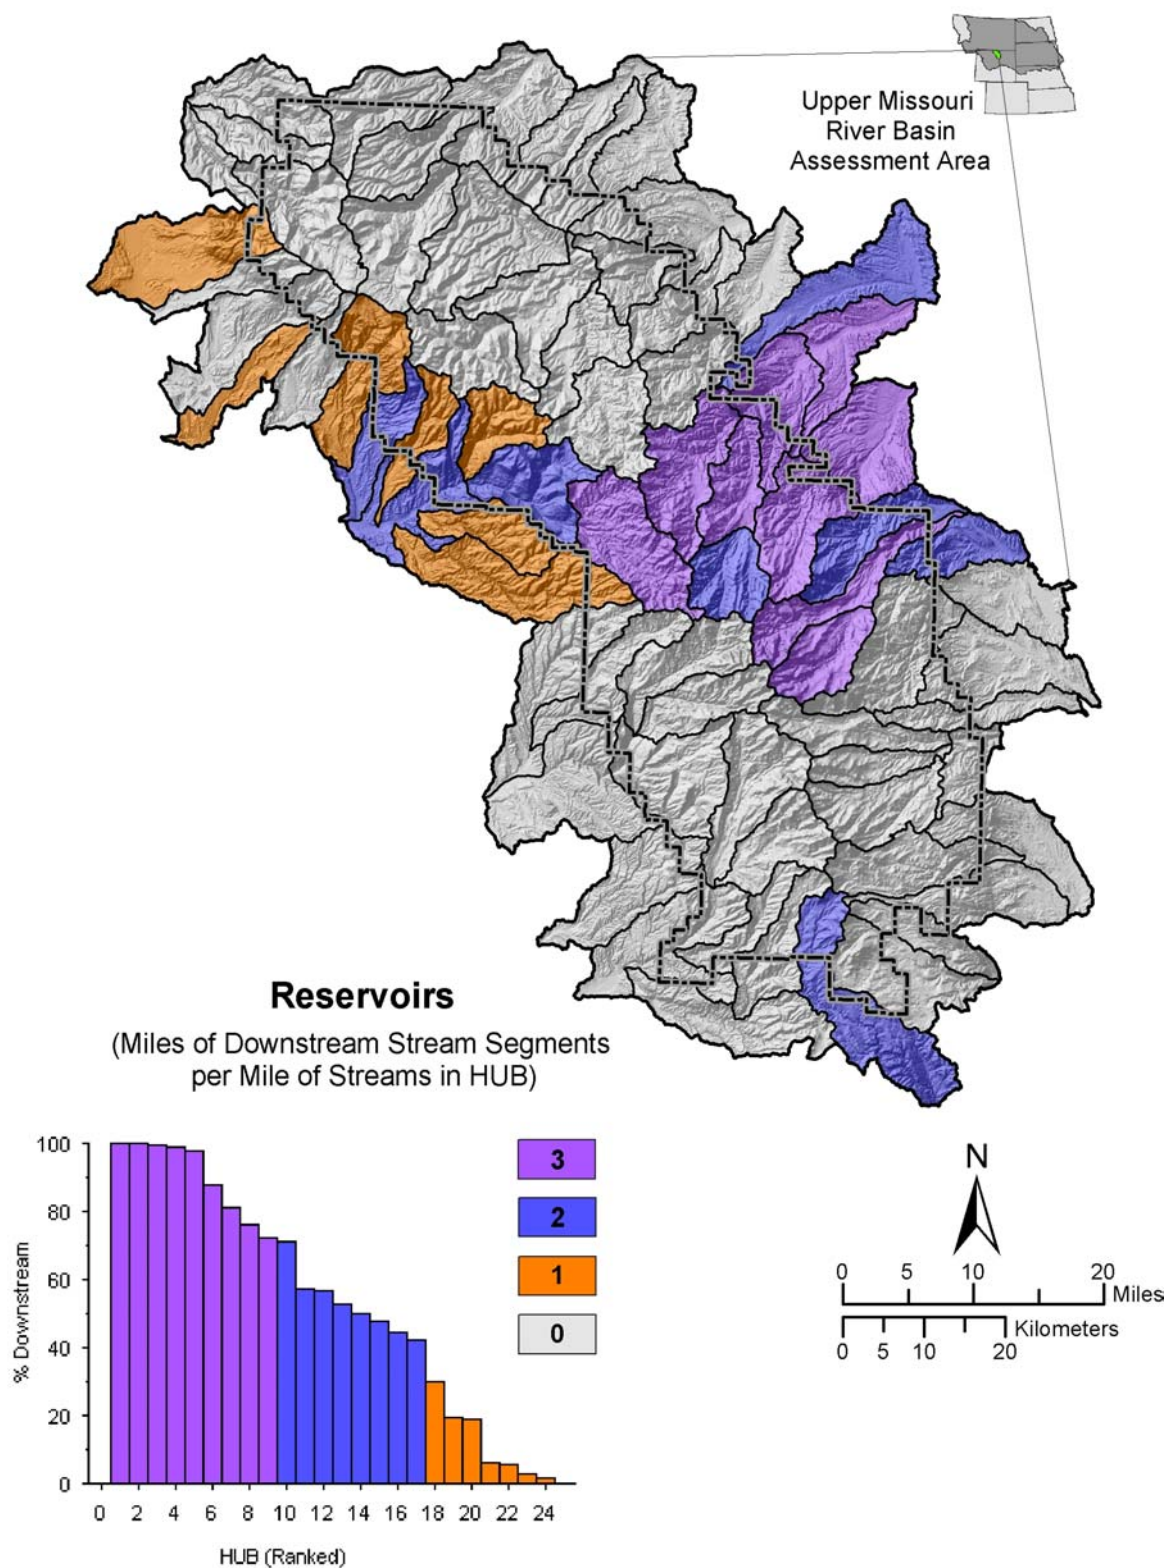 Upper Missouri
River Basin
Assessment Area
Reservoirs
(Miles of Downstream Stream Segments
per Mile of Streams in HUB)
100
80
60
40
20
0
% Downstream
0 2 4 6 8 10 12 14 16 18 20 22 24
HUB (Ranked)
3
2
1
0
N
0 5 10 20
Miles
Kilometers
0 5 10 20